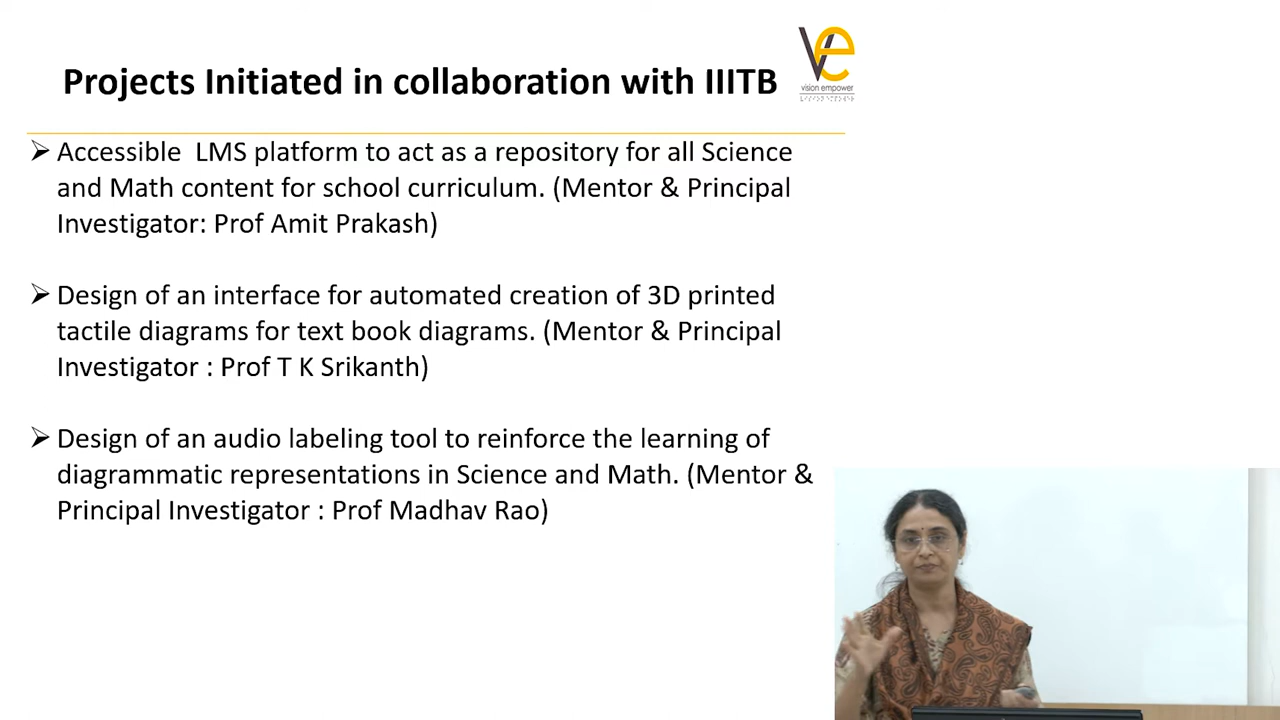 Projects Initiated in collaboration with IIITB
vision empower
➢ Accessible LMS platform to act as a repository for all Science
and Math content for school curriculum. (Mentor & Principal
Investigator: Prof Amit Prakash)
➢ Design of an interface for automated creation of 3D printed
tactile diagrams for text book diagrams. (Mentor & Principal
Investigator : Prof T K Srikanth)
➢ Design of an audio labeling tool to reinforce the learning of
diagrammatic representations in Science and Math. (Mentor &
Principal Investigator : Prof Madhav Rao)